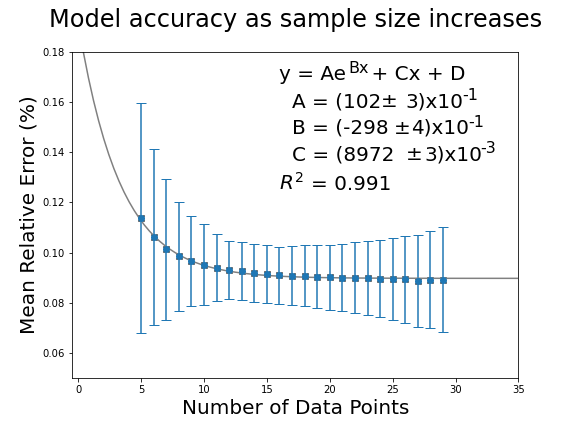 Model accuracy as sample size increases
y = Ae^Bx + Cx + D
A = (102± 3)x10^-1
B = (-298 ±4)x10^-1
C = (8972 ±3)x10^-3
R² = 0.991
Mean Relative Error (%)
0.18
0.16
0.14
0.12
0.10
0.08
0.06
0 5 10 15 20 25 30 35
Number of Data Points